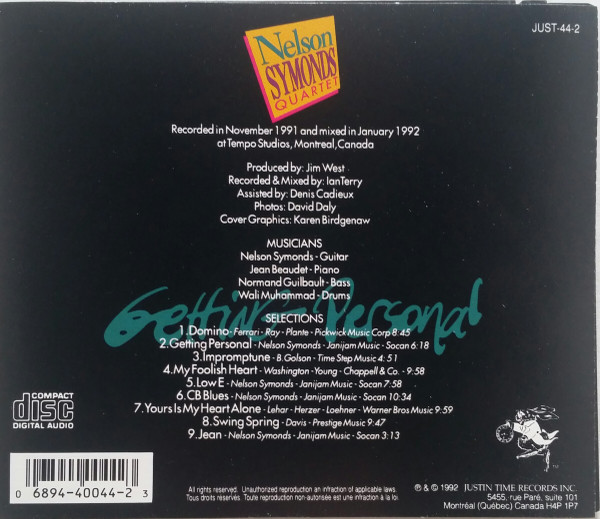 JUST-44-2
Nelson
SYMONDS
QUARTET
Recorded in November 1991 and mixed in January 1992
at Tempo Studios, Montreal, Canada
Produced by: Jim West
Recorded & Mixed by: Ian Terry
Assisted by: Denis Cadieux
Photos: David Daly
Cover Graphics: Karen Birdgenaw
MUSICIANS
Nelson Symonds - Guitar
Jean Beaudet - Piano
Normand Guilbault - Bass
Wali Muhammad - Drums
Getting Personal
SELECTIONS
1. Domino - Ferrari - Ray - Plante - Pickwick Music Corp 8:45
2. Getting Personal - Nelson Symonds - Janijam Music - Socan 6:18
3. Impromptune - B. Golson - Time Step Music 4:51
4. My Foolish Heart - Washington - Young - Chappell & Co. - 9:58
5. Low E - Nelson Symonds - Janijam Music - Socan 7:58
6. CB Blues - Nelson Symonds - Janijam Music - Socan 10:34
7. Yours Is My Heart Alone - Lehar - Herzer - Loehner - Warner Bros Music 9:59
8. Swing Spring - Davis - Prestige Music 9:47
9. Jean - Nelson Symonds - Janijam Music - Socan 3:13
COMPACT
disc
DIGITAL AUDIO
0 6894-40044-2 3
All rights reserved. Unauthorized reproduction an infraction of applicable laws.
Tous droits reservés. Toute reproduction non-autorisée est une infraction à la loi.
℗ & © 1992 JUSTIN TIME RECORDS INC.
5455, rue Paré, suite 101
Montréal (Québec) Canada H4P 1P7